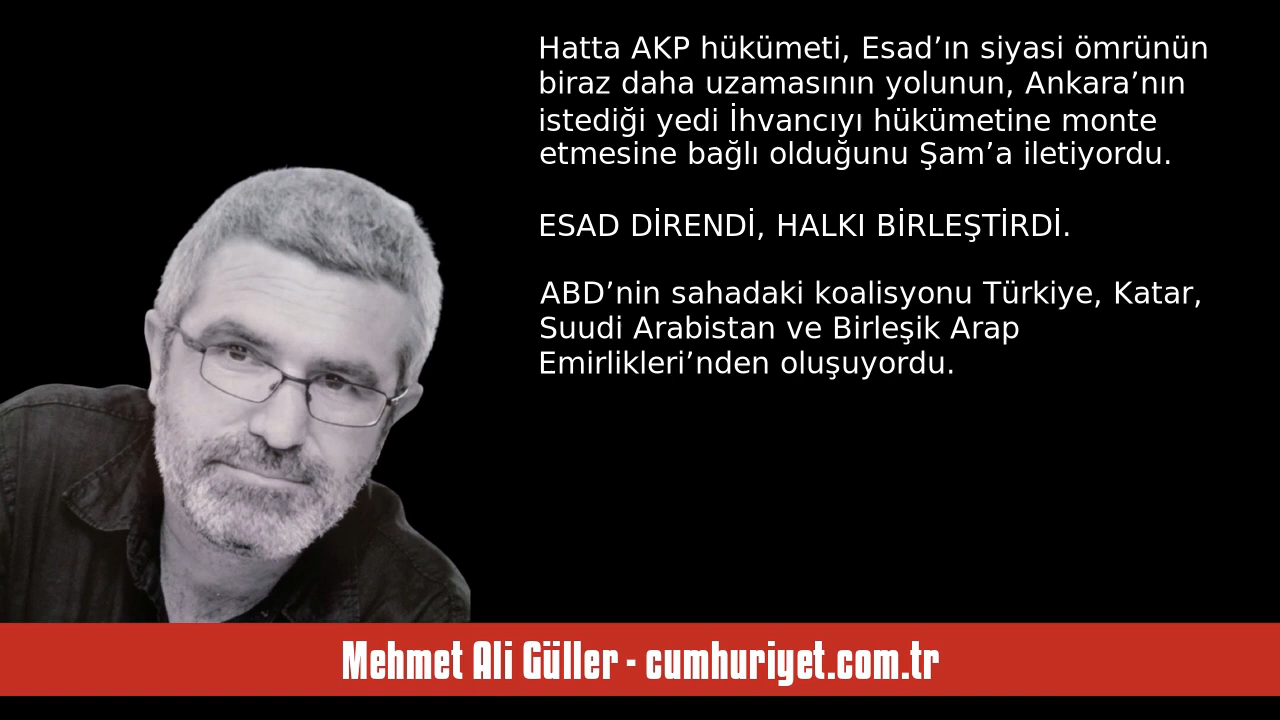 Hatta AKP hükümeti, Esad’ın siyasi ömrünün
biraz daha uzamasının yolunun, Ankara’nın
istediği yedi İhvancıyı hükümetine monte
etmesine bağlı olduğunu Şam’a iletiyordu.
ESAD DİRENDİ, HALKI BİRLEŞTİRDİ.
ABD’nin sahadaki koalisyonu Türkiye, Katar,
Suudi Arabistan ve Birleşik Arap
Emirlikleri’nden oluşuyordu.
Mehmet Ali Güller - cumhuriyet.com.tr